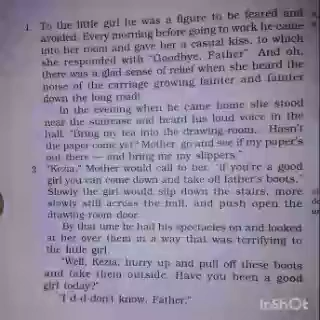 1. To the little girl he was a figure to be feared and
avoided. Every morning before going to work he came
into her room and gave her a casual kiss, to which
she responded with "Goodbye, Father". And oh,
there was a glad sense of relief when she heard the
noise of the carriage growing fainter and fainter
down the long road!
In the evening when he came home she stood
near the staircase and heard his loud voice in the
hall. "Bring my tea into the drawing-room. Hasn't
the paper come yet? Mother, go and see if my paper's
out there — and bring me my slippers."
2. "Kezia," Mother would call to her, "if you're a good
girl you can come down and take off father's boots."
Slowly the girl would slip down the stairs, more
slowly still across the hall, and push open the
drawing-room door.
By that time he had his spectacles on and looked
at her over them in a way that was terrifying to
the little girl.
"Well, Kezia, hurry up and pull off these boots
and take them outside. Have you been a good
girl today?"
"I d-d-don't know, Father."
InShOt